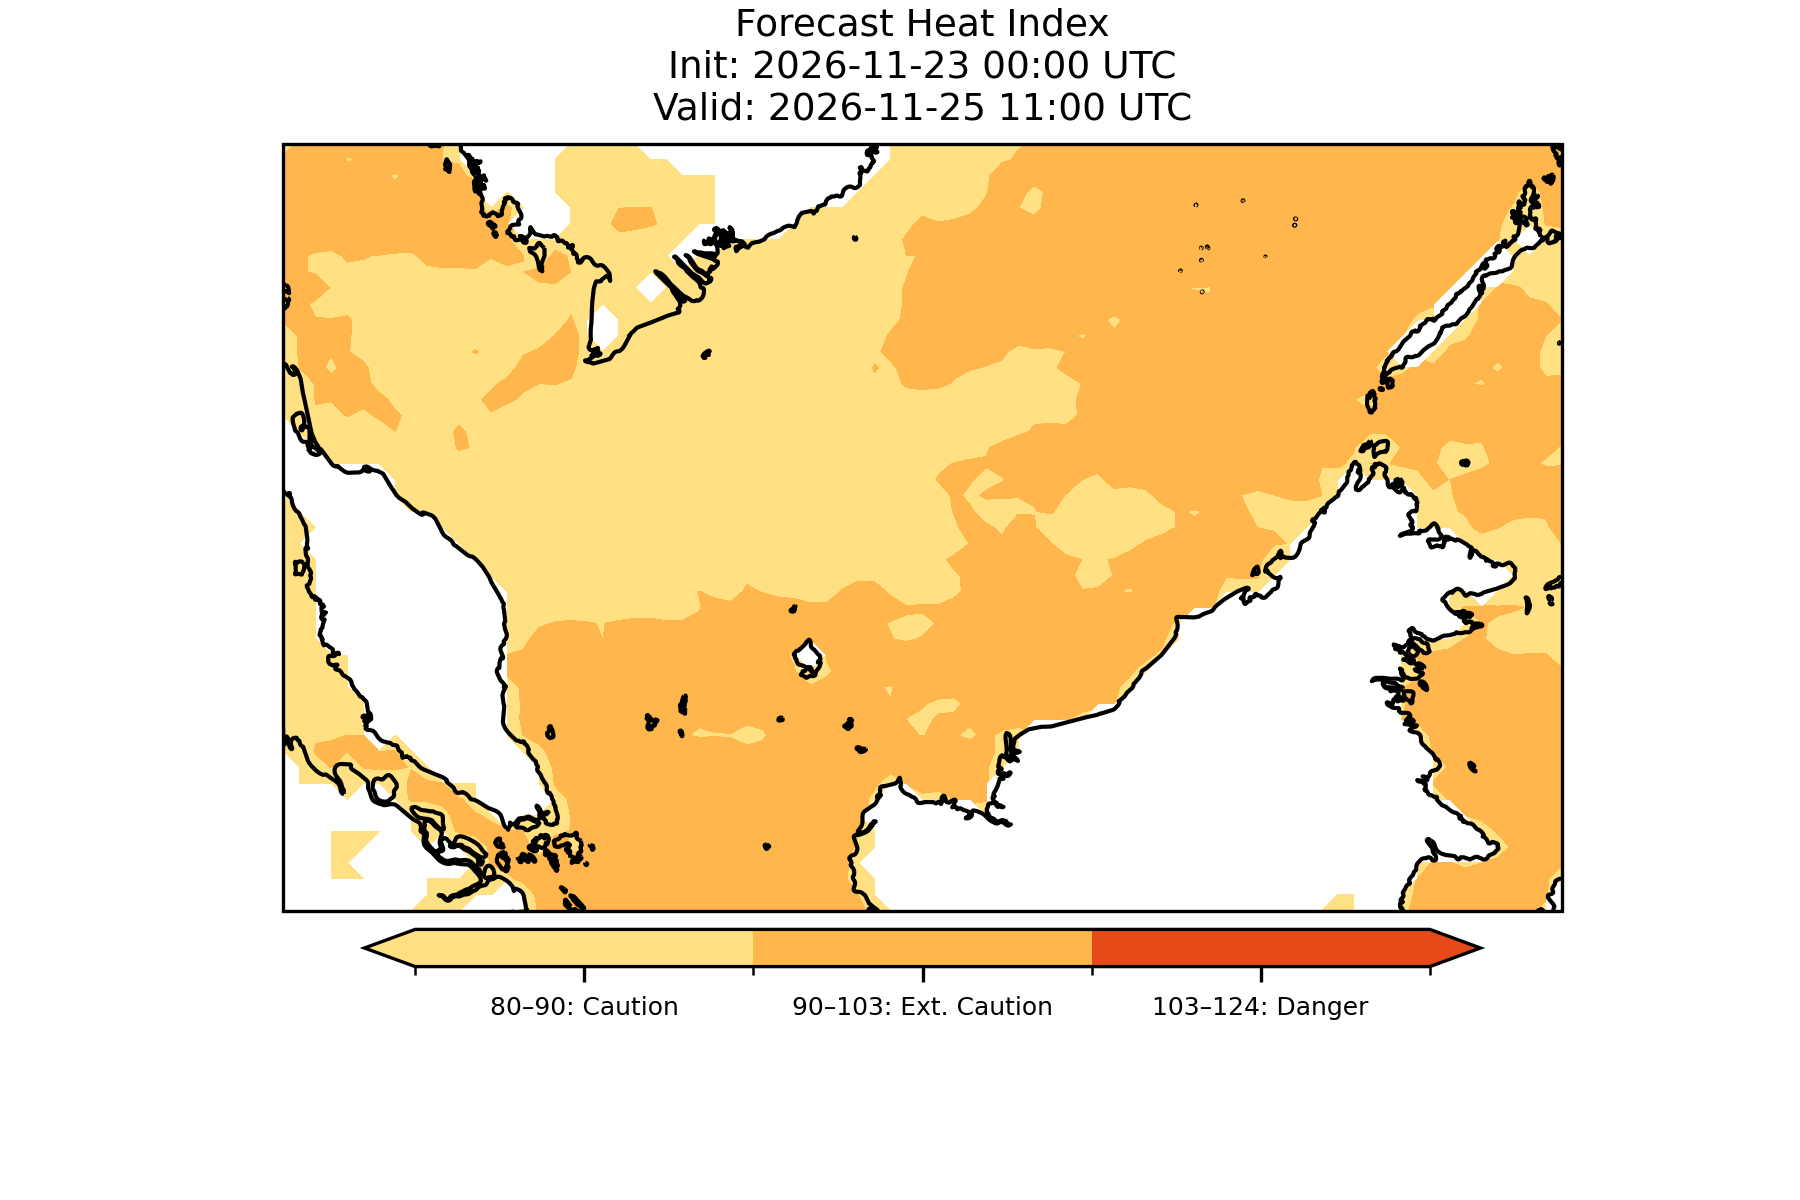 Forecast Heat Index
Init: 2026-11-23 00:00 UTC
Valid: 2026-11-25 11:00 UTC
80–90: Caution
90–103: Ext. Caution
103–124: Danger